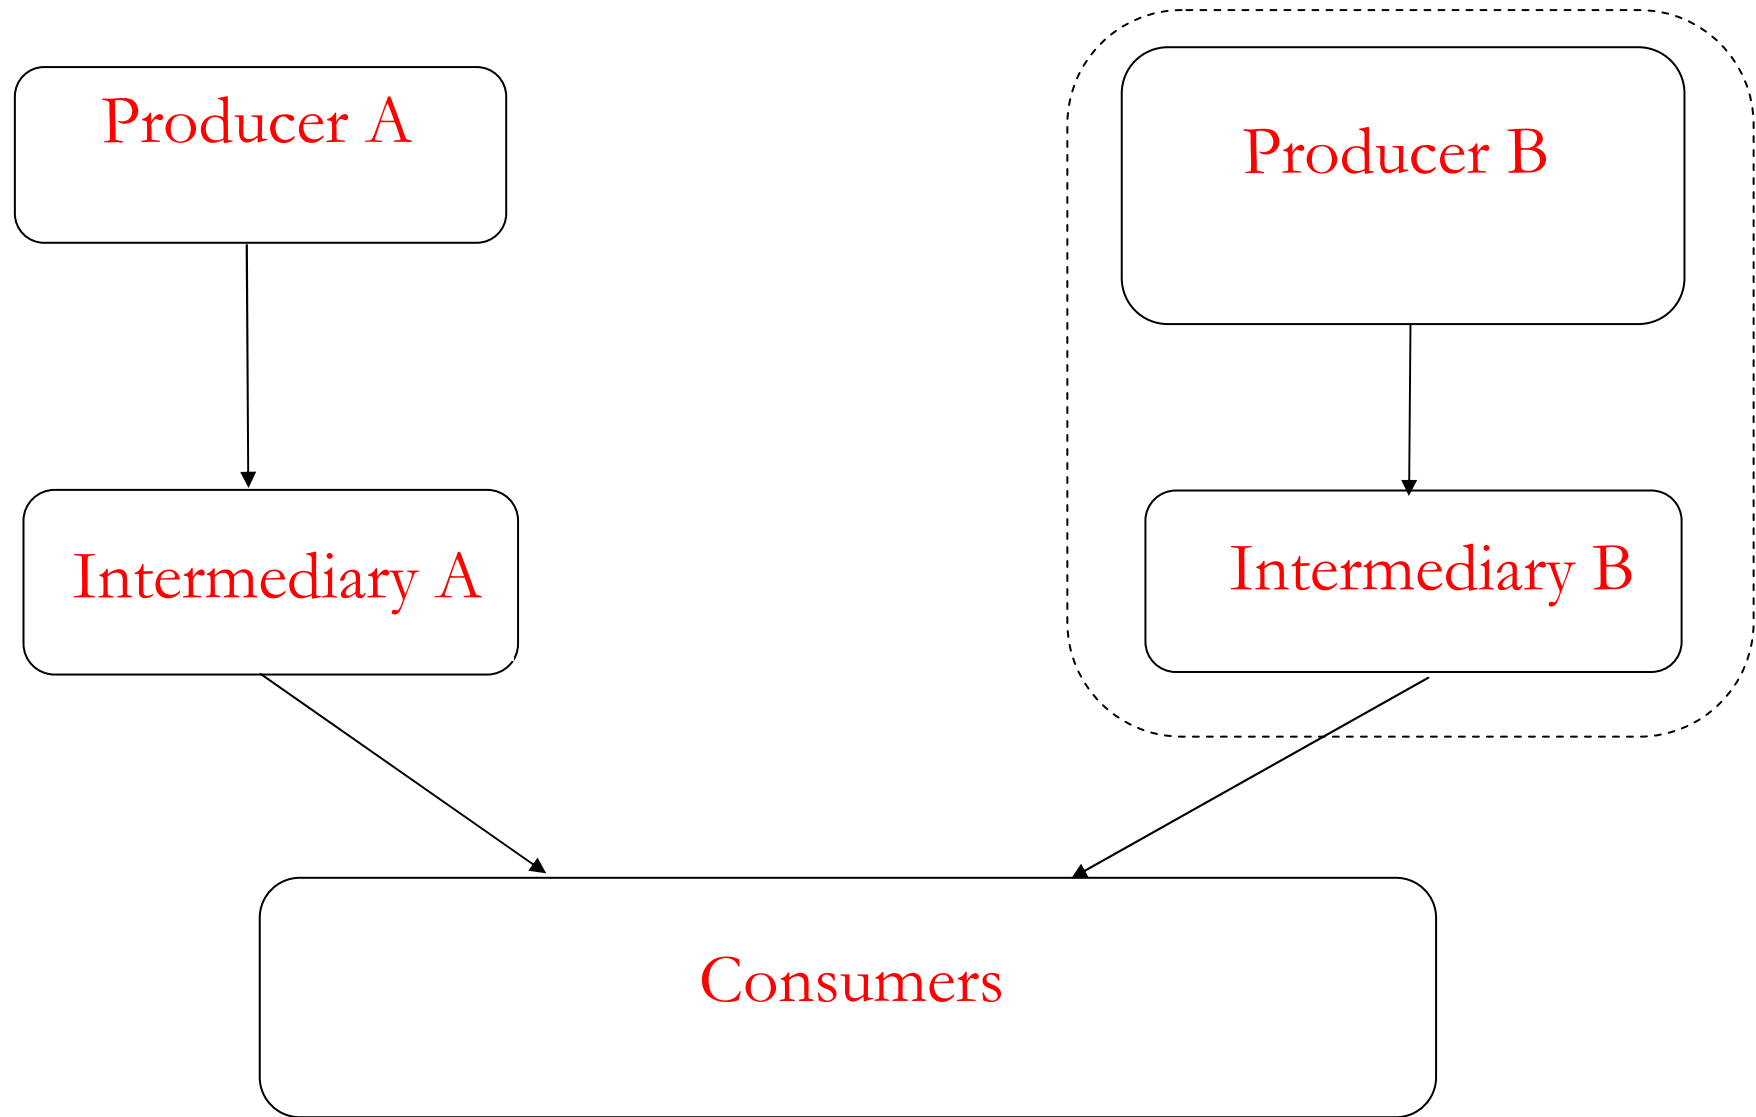 Producer A
Producer B
Intermediary A
Intermediary B
Consumers